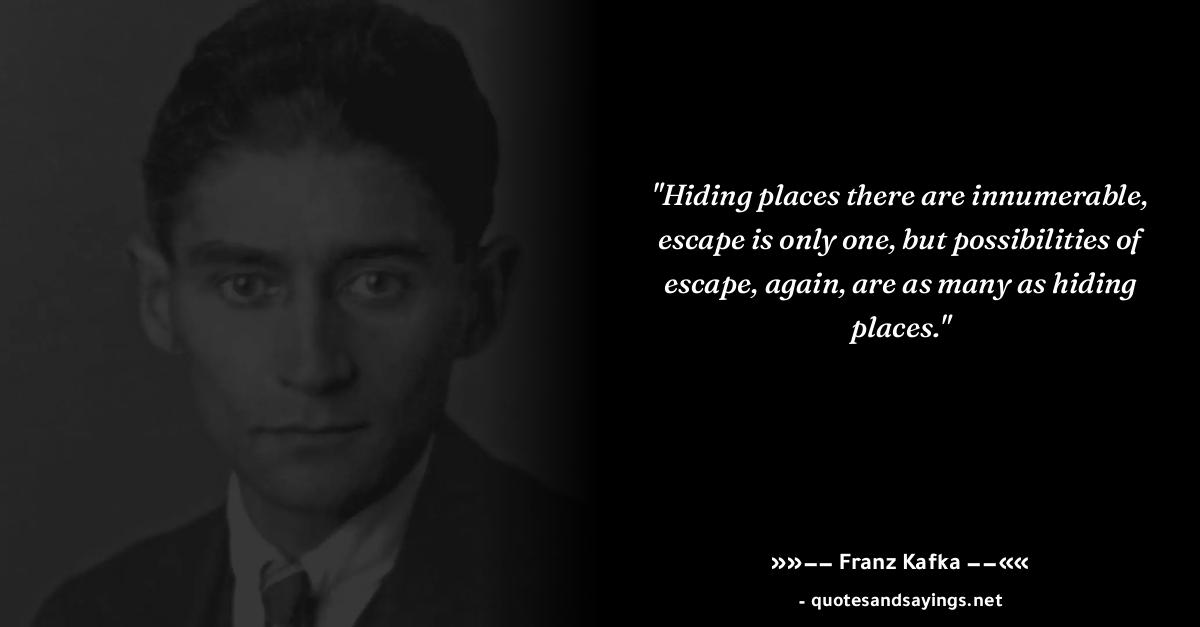 "Hiding places there are innumerable,
escape is only one, but possibilities of
escape, again, are as many as hiding
places."
»»−− Franz Kafka −−««
- quotesandsayings.net